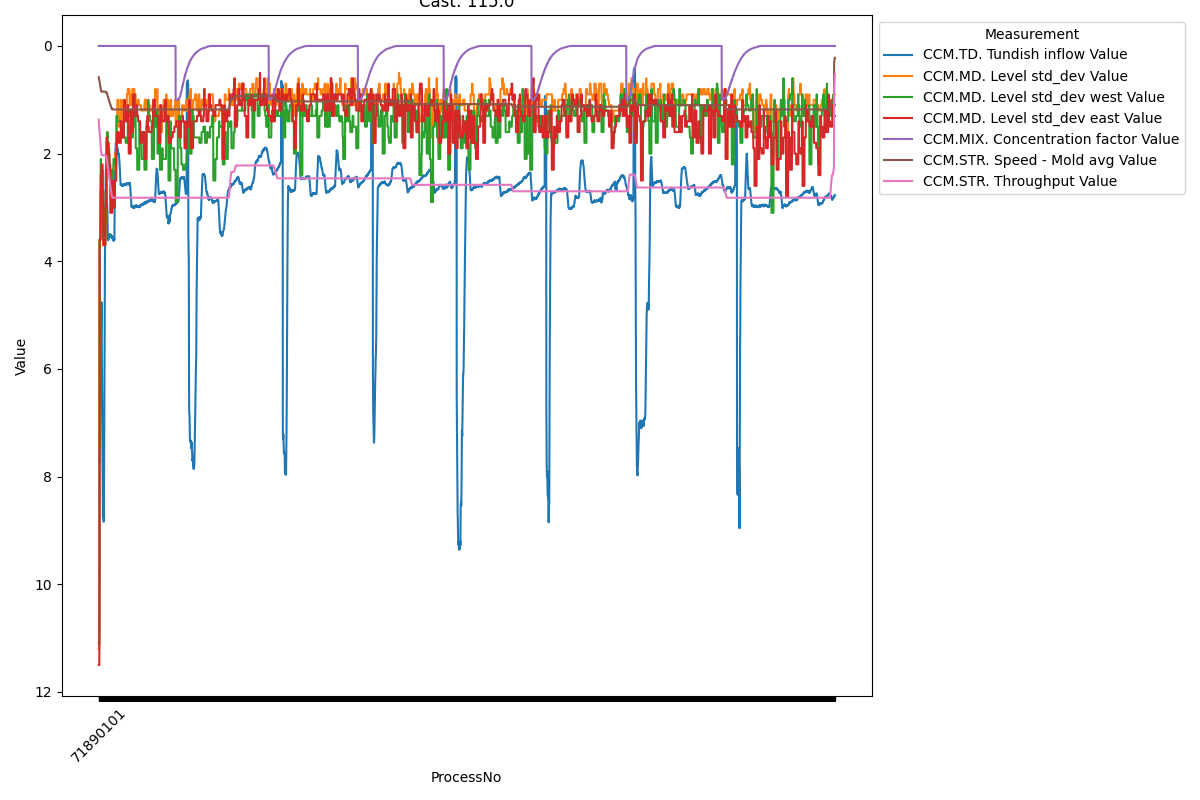 Cast: 115.0
Measurement
CCM.TD. Tundish inflow Value
CCM.MD. Level std_dev Value
CCM.MD. Level std_dev west Value
CCM.MD. Level std_dev east Value
CCM.MIX. Concentration factor Value
CCM.STR. Speed - Mold avg Value
CCM.STR. Throughput Value
0
2
4
6
8
10
12
Value
71890101
ProcessNo